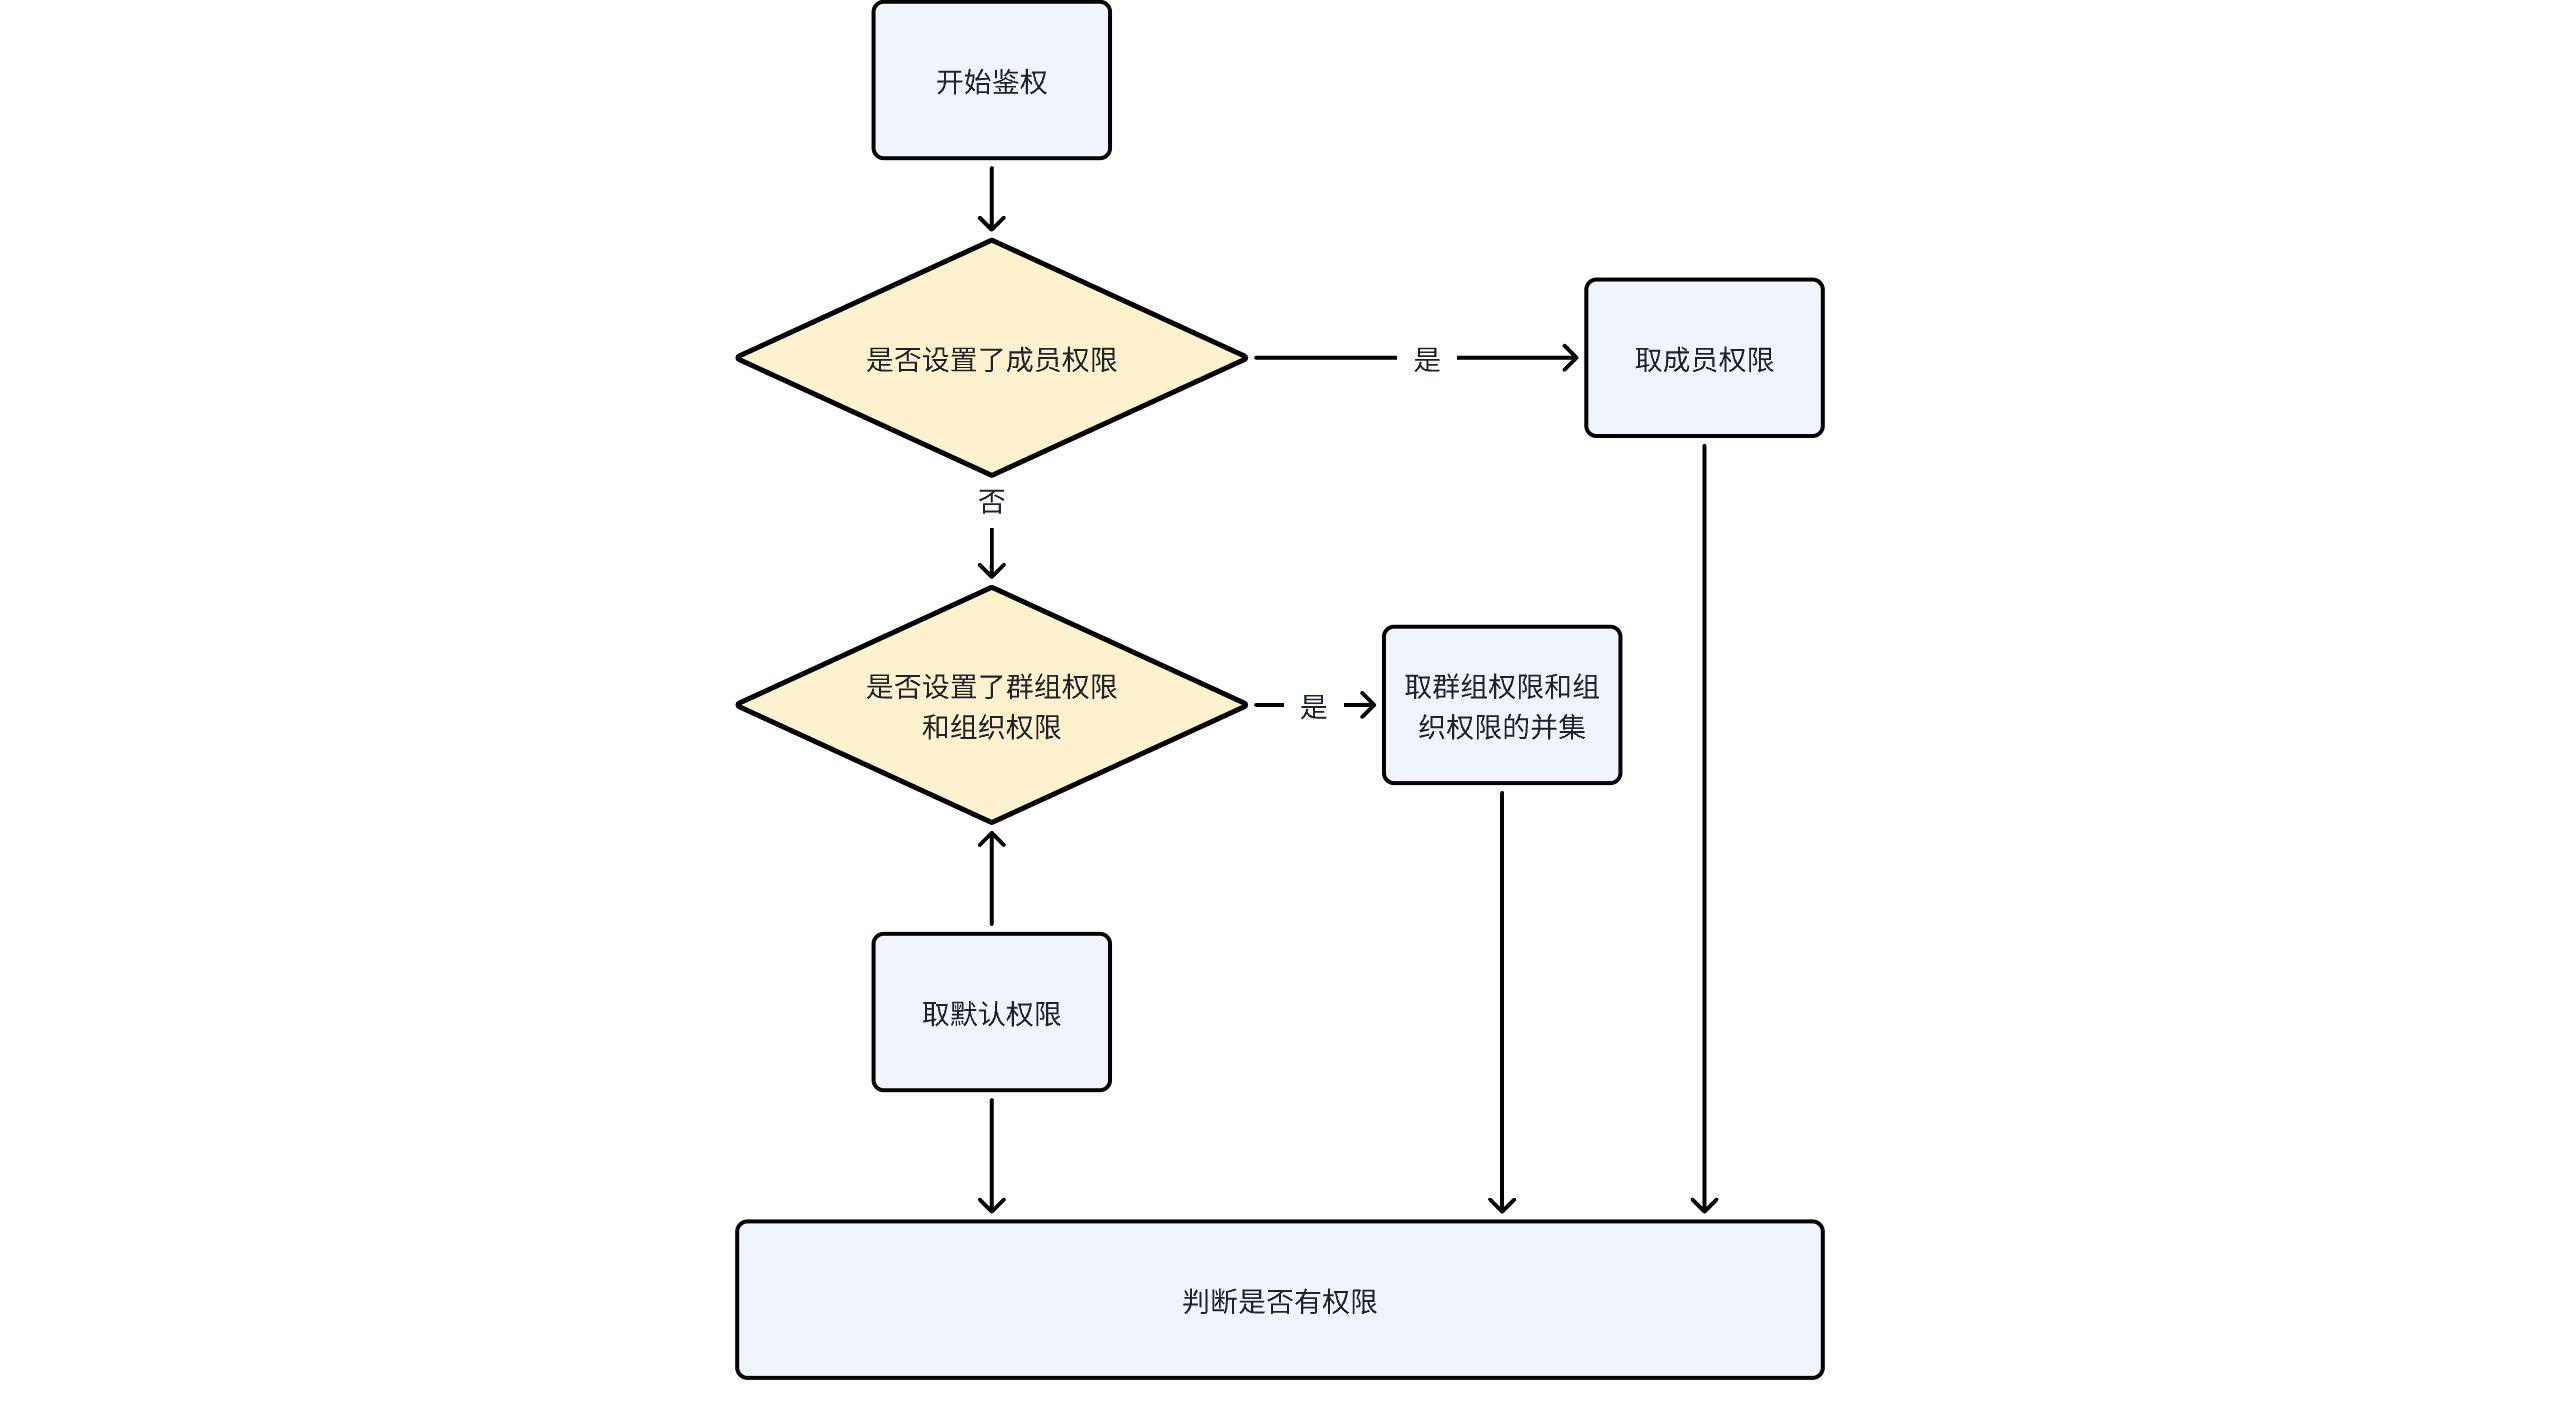 开始鉴权
是否设置了成员权限
是
取成员权限
否
是否设置了群组权限
和组织权限
是
取群组权限和组
织权限的并集
取默认权限
判断是否有权限